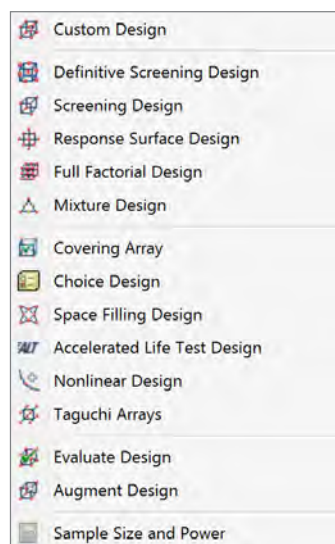 Custom Design
Definitive Screening Design
Screening Design
Response Surface Design
Full Factorial Design
Mixture Design
Covering Array
Choice Design
Space Filling Design
ALT Accelerated Life Test Design
Nonlinear Design
Taguchi Arrays
Evaluate Design
Augment Design
Sample Size and Power